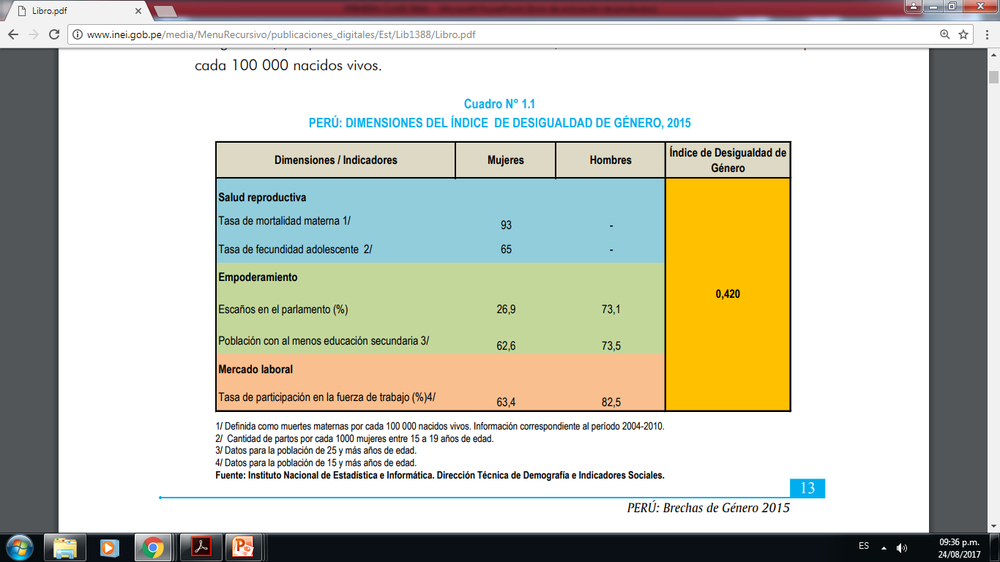 Libro.pdf
www.inei.gob.pe/media/MenuRecursivo/publicaciones_digitales/Est/Lib1388/Libro.pdf
cada 100 000 nacidos vivos.
Cuadro N° 1.1
PERÚ: DIMENSIONES DEL ÍNDICE DE DESIGUALDAD DE GÉNERO, 2015
Dimensiones / Indicadores Mujeres Hombres Índice de Desigualdad de
Género
Salud reproductiva
Tasa de mortalidad materna 1/ 93 -
Tasa de fecundidad adolescente 2/ 65 -
Empoderamiento
0,420
Escaños en el parlamento (%) 26,9 73,1
Población con al menos educación secundaria 3/ 62,6 73,5
Mercado laboral
Tasa de participación en la fuerza de trabajo (%)4/ 63,4 82,5
1/ Definida como muertes maternas por cada 100 000 nacidos vivos. Información correspondiente al período 2004-2010.
2/ Cantidad de partos por cada 1000 mujeres entre 15 a 19 años de edad.
3/ Datos para la población de 25 y más años de edad.
4/ Datos para la población de 15 y más años de edad.
Fuente: Instituto Nacional de Estadística e Informática. Dirección Técnica de Demografía e Indicadores Sociales.
13
PERÚ: Brechas de Género 2015
ES
09:36 p.m.
24/08/2017